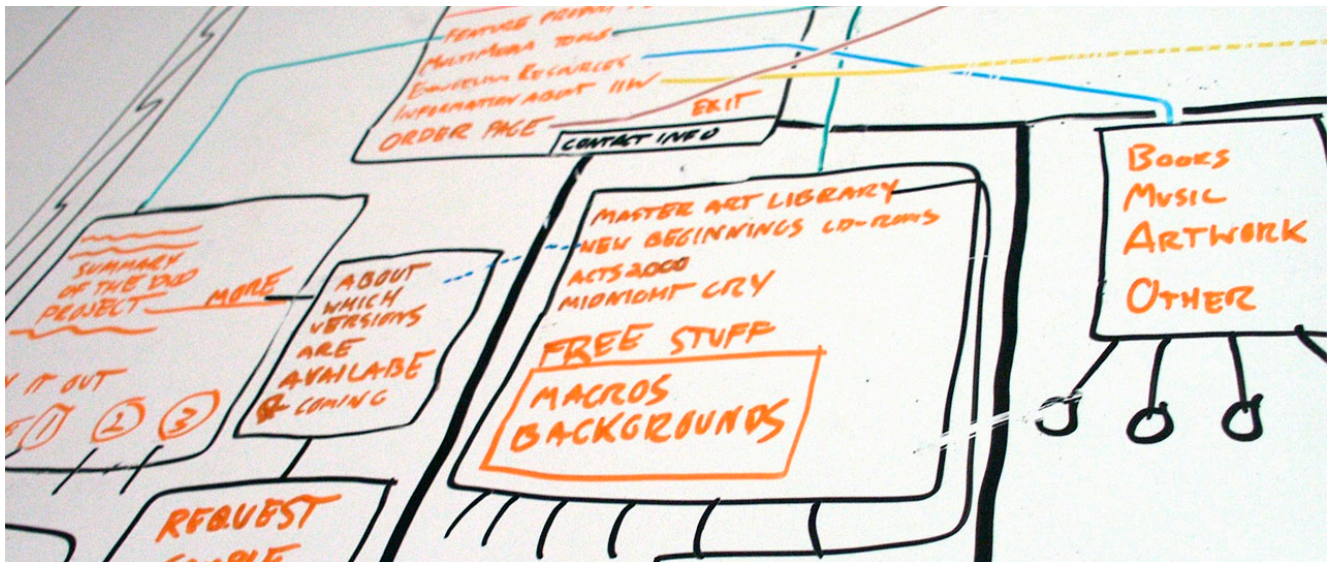 FEATURE PRODUCT
MULTIMEDIA TOOLS
EVANGELISM RESOURCES
INFORMATION ABOUT IIW
ORDER PAGE
EXIT
CONTACT INFO
SUMMARY
OF THE DVD
PROJECT
MORE
IT OUT
1 2 3
ABOUT
WHICH
VERSIONS
ARE
AVAILABE
COMING
REQUEST
MASTER ART LIBRARY
NEW BEGINNINGS CD-ROMS
ACTS 2000
MIDNIGHT CRY
FREE STUFF
MACROS
BACKGROUNDS
BOOKS
MUSIC
ARTWORK
OTHER